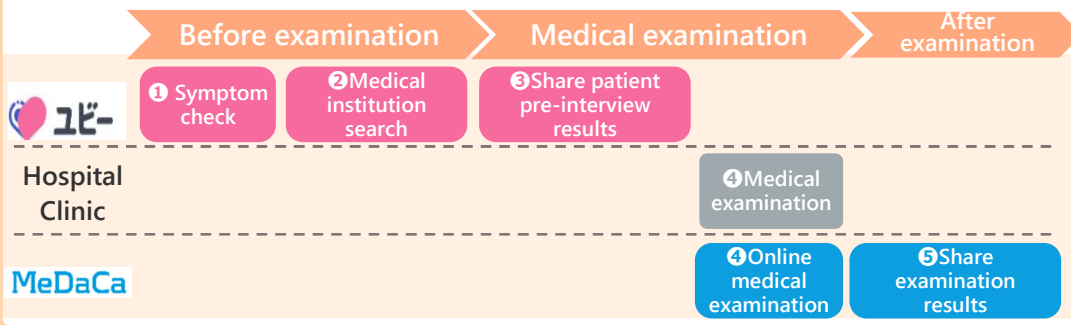 Before examination
Medical examination
After
examination
ユビー
❶ Symptom
check
❷Medical
institution
search
❸Share patient
pre-interview
results
Hospital
Clinic
❹Medical
examination
MeDaCa
❹Online
medical
examination
❺Share
examination
results